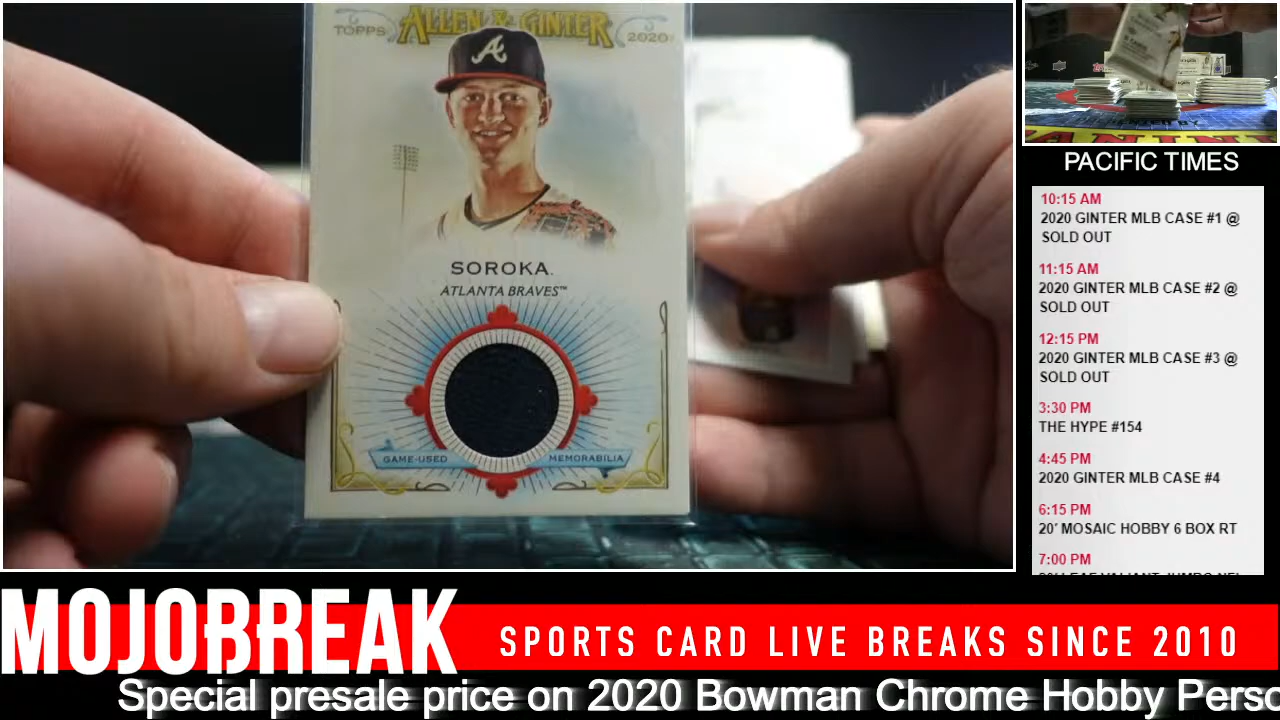 TOPPS ALLEN & GINTER 2020
SOROKA.
ATLANTA BRAVES™
GAME-USED MEMORABILIA
PACIFIC TIMES
10:15 AM
2020 GINTER MLB CASE #1 @
SOLD OUT
11:15 AM
2020 GINTER MLB CASE #2 @
SOLD OUT
12:15 PM
2020 GINTER MLB CASE #3 @
SOLD OUT
3:30 PM
THE HYPE #154
4:45 PM
2020 GINTER MLB CASE #4
6:15 PM
20' MOSAIC HOBBY 6 BOX RT
7:00 PM
MOJOBREAK
SPORTS CARD LIVE BREAKS SINCE 2010
Special presale price on 2020 Bowman Chrome Hobby Perso